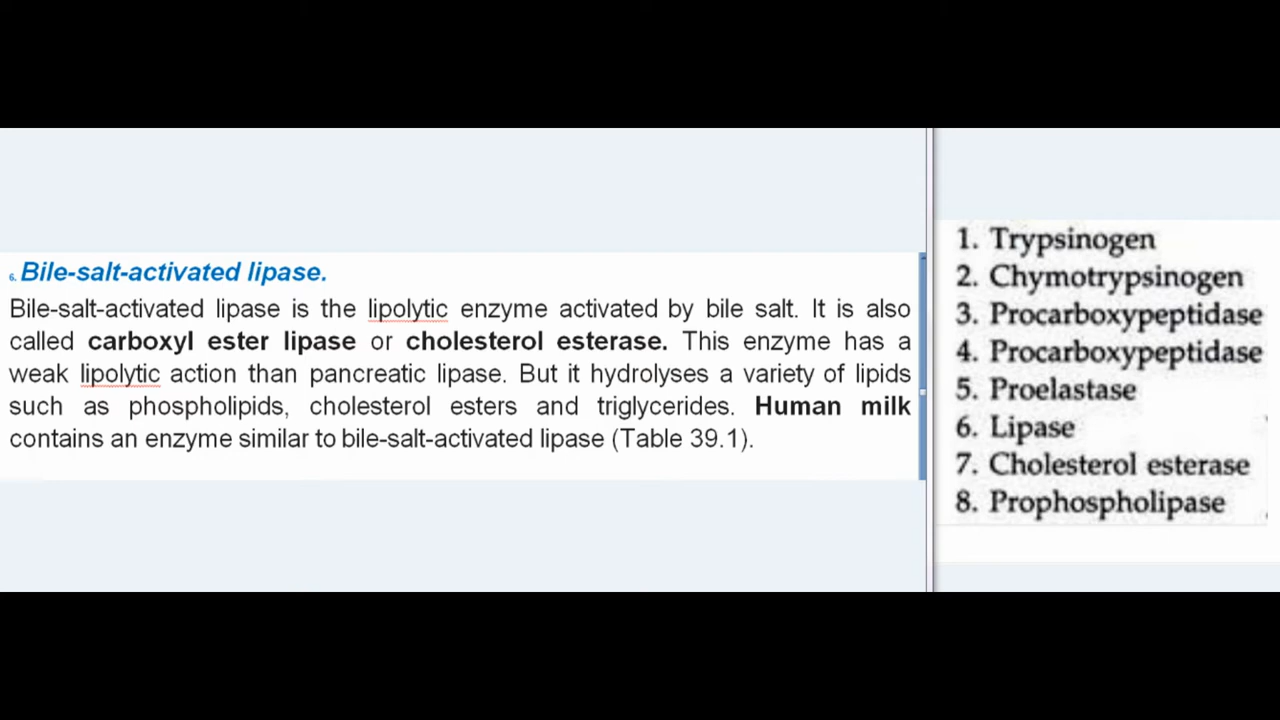 6. Bile-salt-activated lipase.
Bile-salt-activated lipase is the lipolytic enzyme activated by bile salt. It is also
called carboxyl ester lipase or cholesterol esterase. This enzyme has a
weak lipolytic action than pancreatic lipase. But it hydrolyses a variety of lipids
such as phospholipids, cholesterol esters and triglycerides. Human milk
contains an enzyme similar to bile-salt-activated lipase (Table 39.1).
1. Trypsinogen
2. Chymotrypsinogen
3. Procarboxypeptidase
4. Procarboxypeptidase
5. Proelastase
6. Lipase
7. Cholesterol esterase
8. Prophospholipase